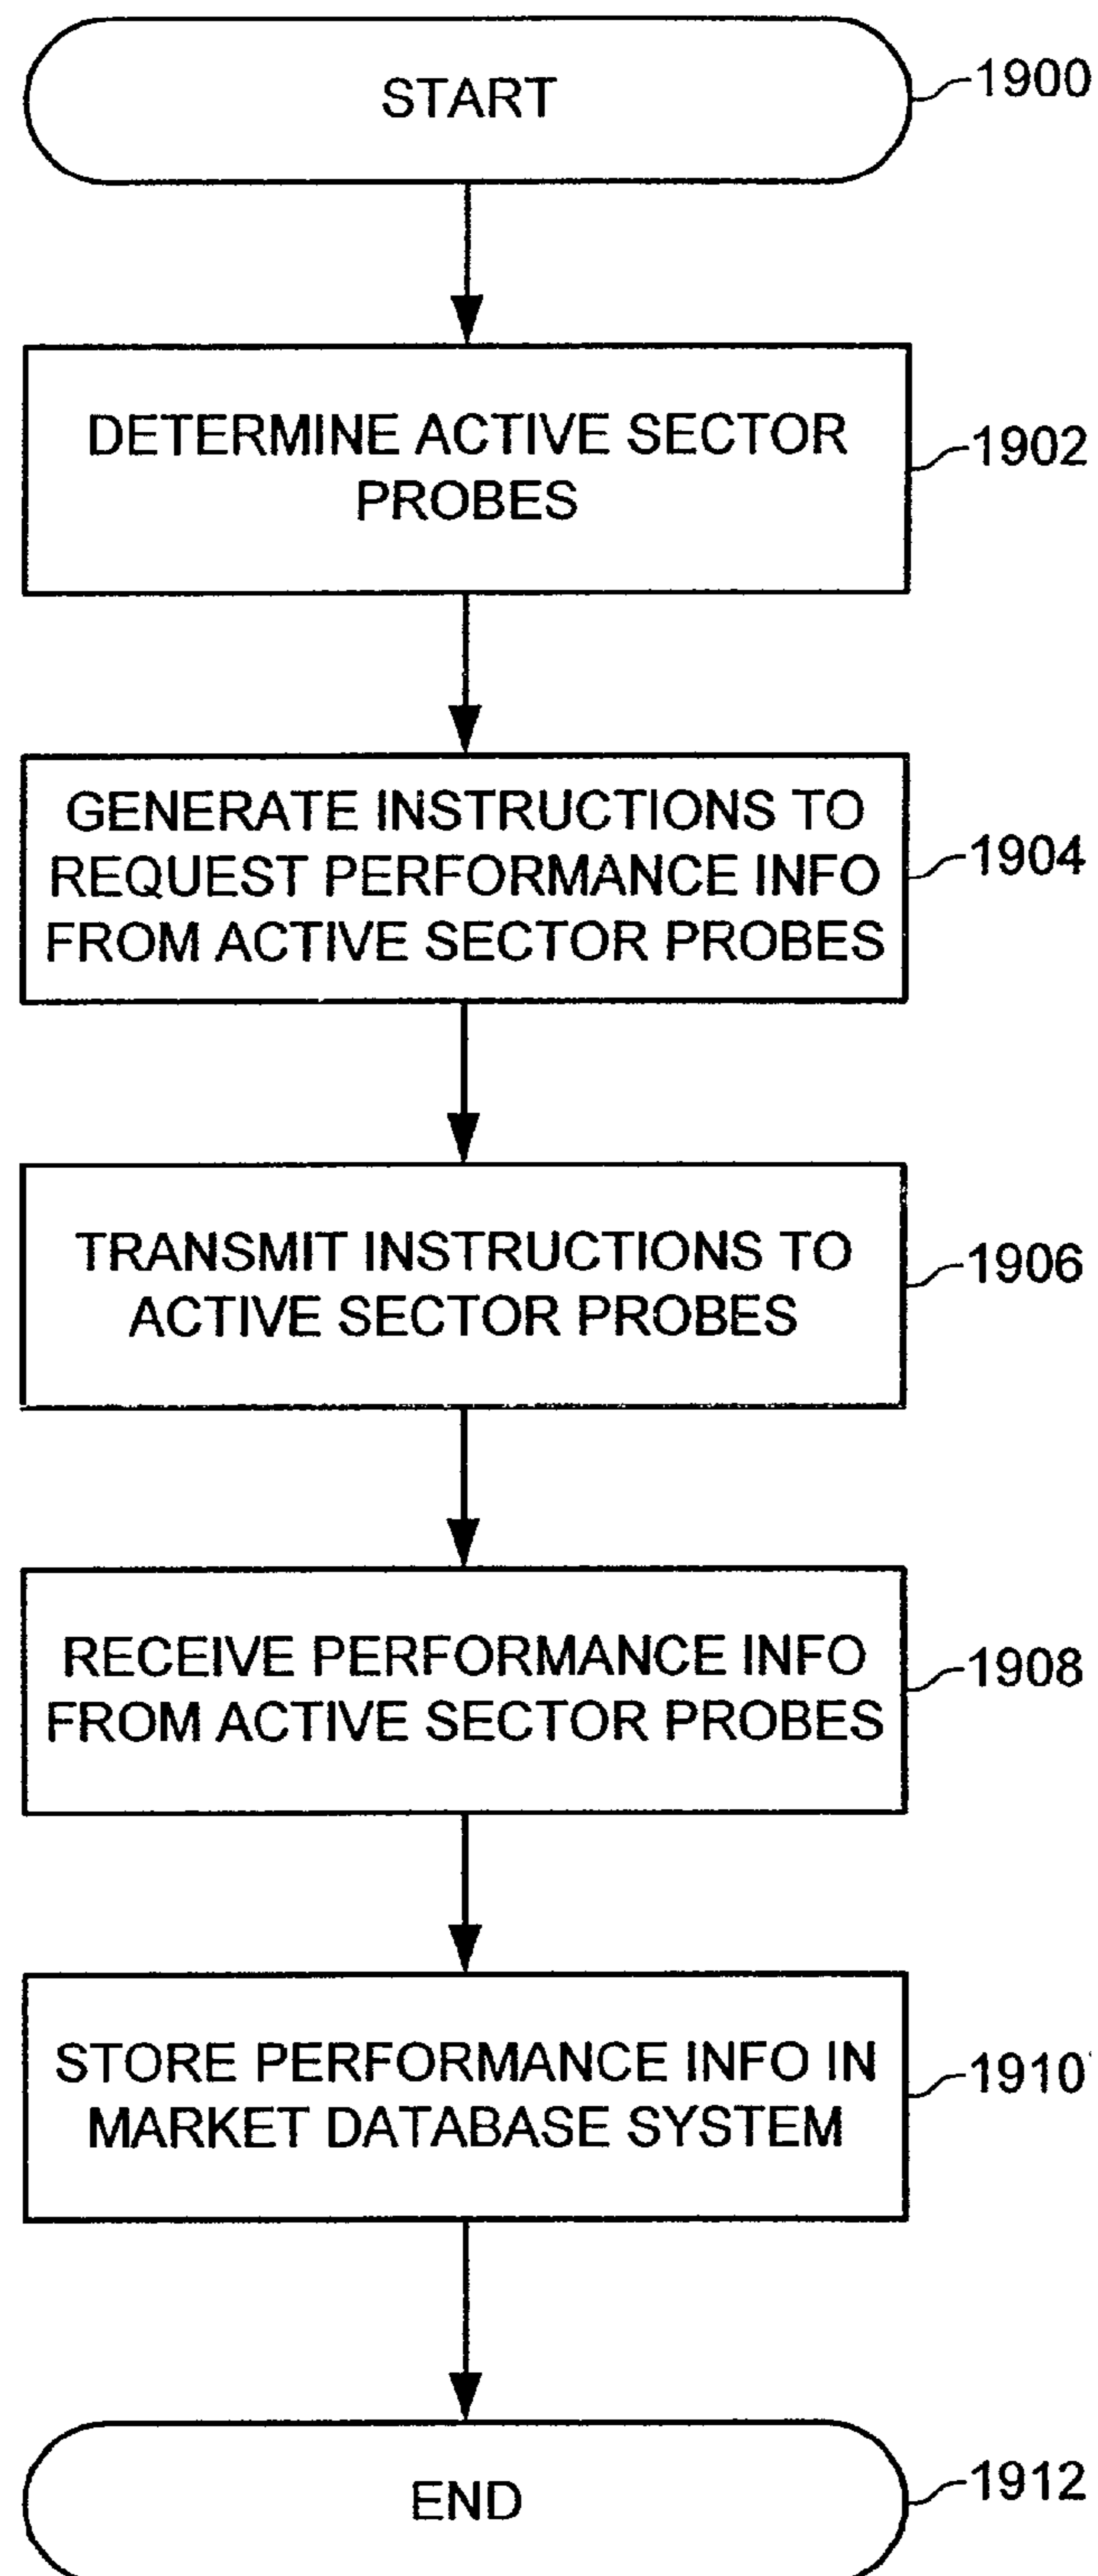 START
1900
DETERMINE ACTIVE SECTOR
PROBES
1902
GENERATE INSTRUCTIONS TO
REQUEST PERFORMANCE INFO
FROM ACTIVE SECTOR PROBES
1904
TRANSMIT INSTRUCTIONS TO
ACTIVE SECTOR PROBES
1906
RECEIVE PERFORMANCE INFO
FROM ACTIVE SECTOR PROBES
1908
STORE PERFORMANCE INFO IN
MARKET DATABASE SYSTEM
1910
END
1912